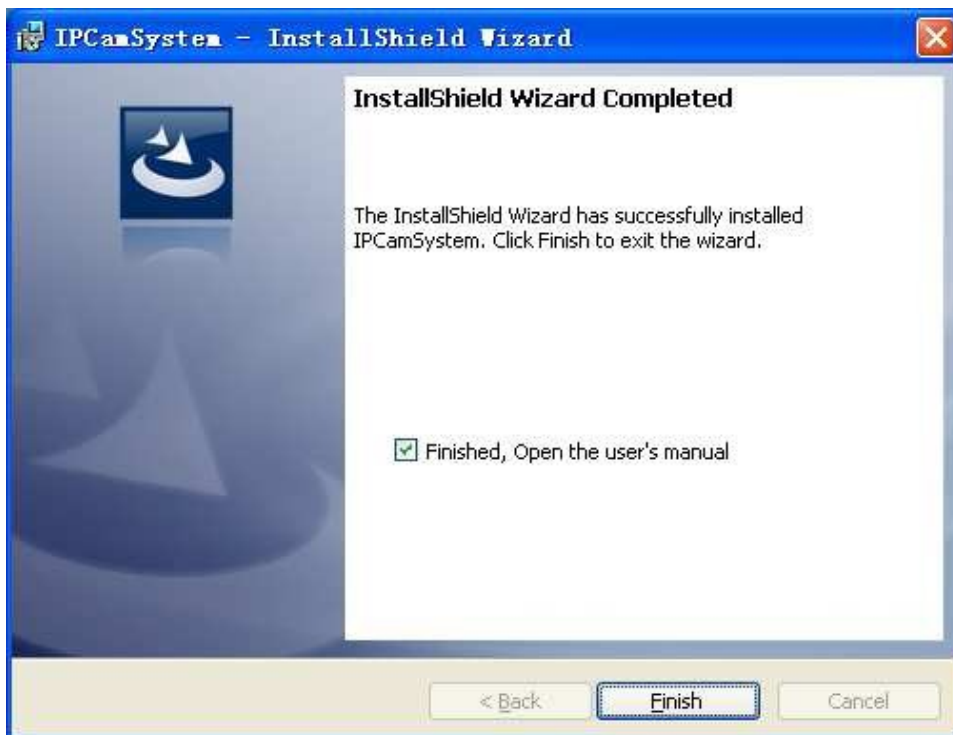 IPCamSystem - InstallShield Wizard
InstallShield Wizard Completed
The InstallShield Wizard has successfully installed
IPCamSystem. Click Finish to exit the wizard.
Finished, Open the user's manual
< Back
Finish
Cancel